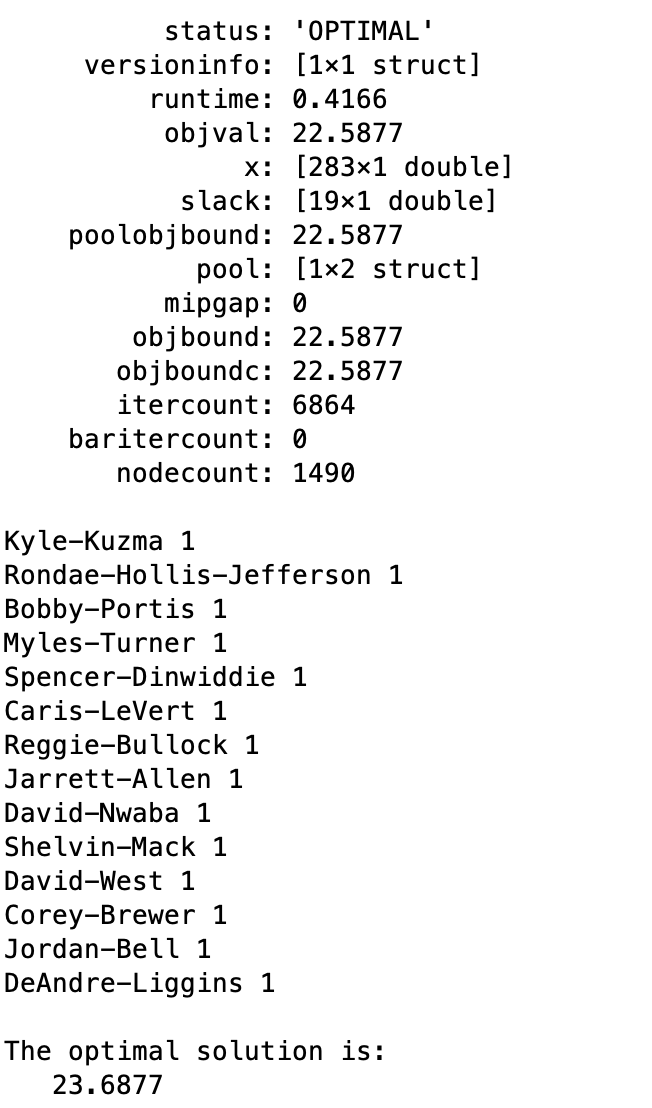 status: 'OPTIMAL'
versioninfo: [1×1 struct]
runtime: 0.4166
objval: 22.5877
x: [283×1 double]
slack: [19×1 double]
poolobjbound: 22.5877
pool: [1×2 struct]
mipgap: 0
objbound: 22.5877
objboundc: 22.5877
itercount: 6864
baritercount: 0
nodecount: 1490
Kyle-Kuzma 1
Rondae-Hollis-Jefferson 1
Bobby-Portis 1
Myles-Turner 1
Spencer-Dinwiddie 1
Caris-LeVert 1
Reggie-Bullock 1
Jarrett-Allen 1
David-Nwaba 1
Shelvin-Mack 1
David-West 1
Corey-Brewer 1
Jordan-Bell 1
DeAndre-Liggins 1
The optimal solution is:
23.6877